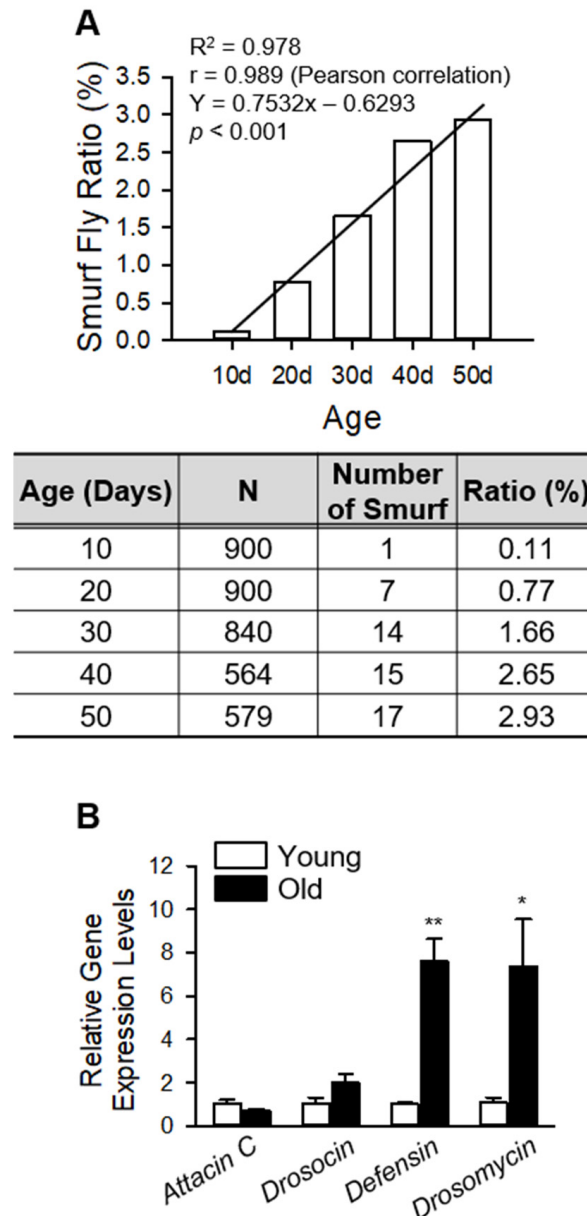 A
R² = 0.978
r = 0.989 (Pearson correlation)
Y = 0.7532x – 0.6293
p < 0.001
Smurf Fly Ratio (%)
3.5
3.0
2.5
2.0
1.5
1.0
0.5
0.0
10d 20d 30d 40d 50d
Age
Age (Days) N Number of Smurf Ratio (%)
10 900 1 0.11
20 900 7 0.77
30 840 14 1.66
40 564 15 2.65
50 579 17 2.93
B
Young
Old
Relative Gene
Expression Levels
12
10
8
6
4
2
0
** *
Attacin C Drosocin Defensin Drosomycin